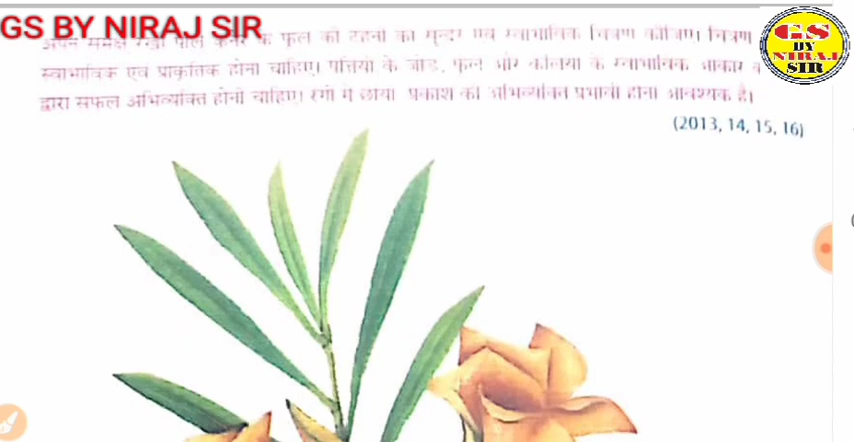 GS BY NIRAJ SIR
अपने समक्ष रखी पीले कनेर के फूल की टहनी का सुन्दर एवं स्वाभाविक चित्रण कीजिए। चित्रण
स्वाभाविक एवं प्राकृतिक होना चाहिए। पत्तियों के जोड़, फूल और कलियों के स्वाभाविक आकार
द्वारा सफल अभिव्यक्ति होनी चाहिए। रंगों में छाया प्रकाश की अभिव्यक्ति प्रभावी होना आवश्यक है।
(2013, 14, 15, 16)
GS
BY
NIRAJ
SIR